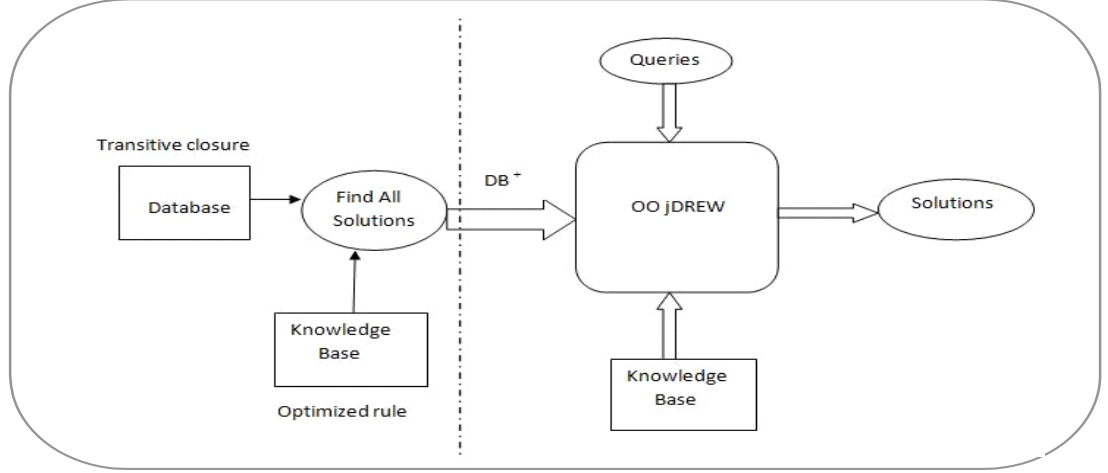 Transitive closure
Database
Find All
Solutions
Knowledge
Base
Optimized rule
DB⁺
Queries
OO jDREW
Solutions
Knowledge
Base